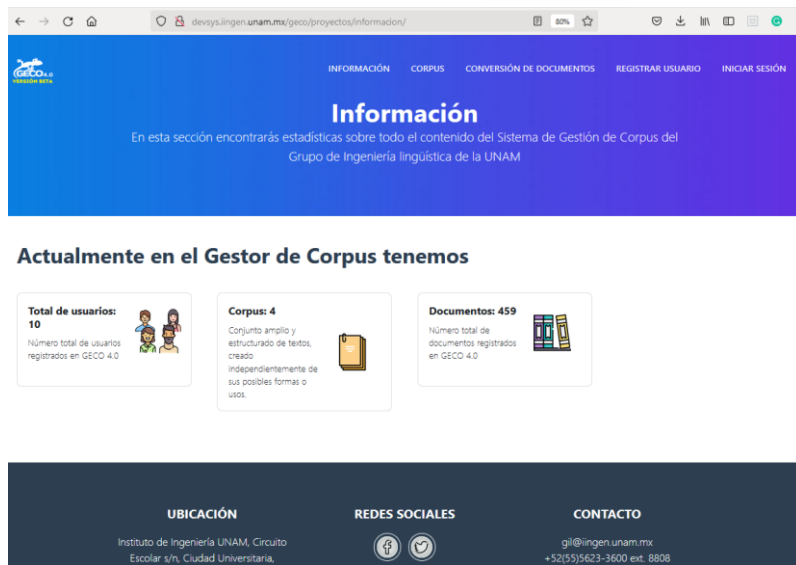 devsys.iingen.unam.mx/geco/proyectos/informacion/
80%
GECO4.0
VERSIÓN BETA
INFORMACIÓN CORPUS CONVERSIÓN DE DOCUMENTOS REGISTRAR USUARIO INICIAR SESIÓN
Información
En esta sección encontrarás estadísticas sobre todo el contenido del Sistema de Gestión de Corpus del
Grupo de Ingeniería lingüística de la UNAM
Actualmente en el Gestor de Corpus tenemos
Total de usuarios:
10
Número total de usuarios
registrados en GECO 4.0
Corpus: 4
Conjunto amplio y
estructurado de textos,
creado
independientemente de
sus posibles formas o
usos.
Documentos: 459
Número total de
documentos registrados
en GECO 4.0
UBICACIÓN
Instituto de Ingeniería UNAM, Circuito
Escolar s/n, Ciudad Universitaria,
REDES SOCIALES
CONTACTO
gil@iingen.unam.mx
+52(55)5623-3600 ext. 8808